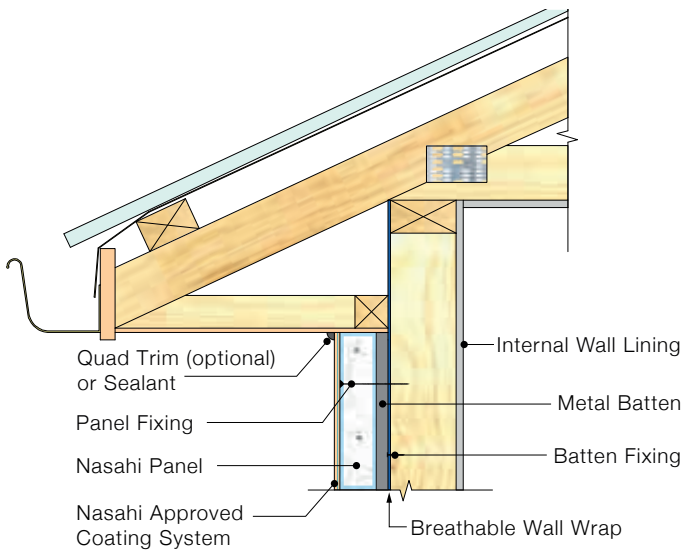 Quad Trim (optional)
or Sealant
Panel Fixing
Nasahi Panel
Nasahi Approved
Coating System
Internal Wall Lining
Metal Batten
Batten Fixing
Breathable Wall Wrap